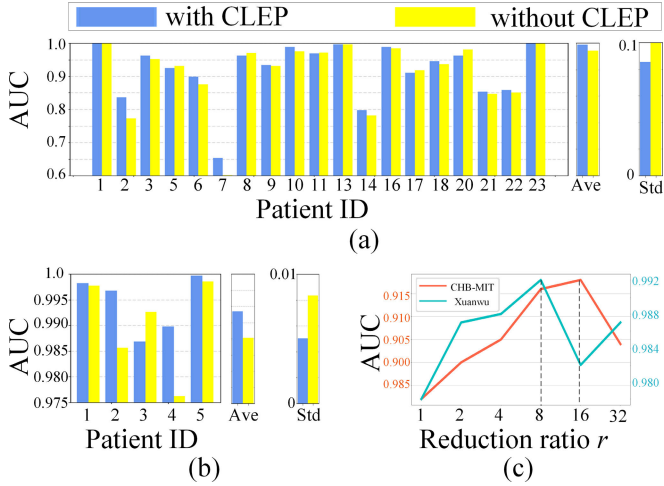 with CLEP
without CLEP
AUC
1.0
0.9
0.8
0.7
0.6
1 2 3 5 6 7 8 9 10 11 13 14 16 17 18 20 21 22 23
Patient ID
Ave
0.1
0
Std
(a)
AUC
1.0
0.995
0.990
0.985
0.980
0.975
1 2 3 4 5
Patient ID
Ave
0.01
0
Std
(b)
AUC
CHB-MIT
Xuanwu
0.915
0.910
0.900
0.985
0.992
0.988
0.984
0.980
1 2 4 8 16 32
Reduction ratio r
(c)